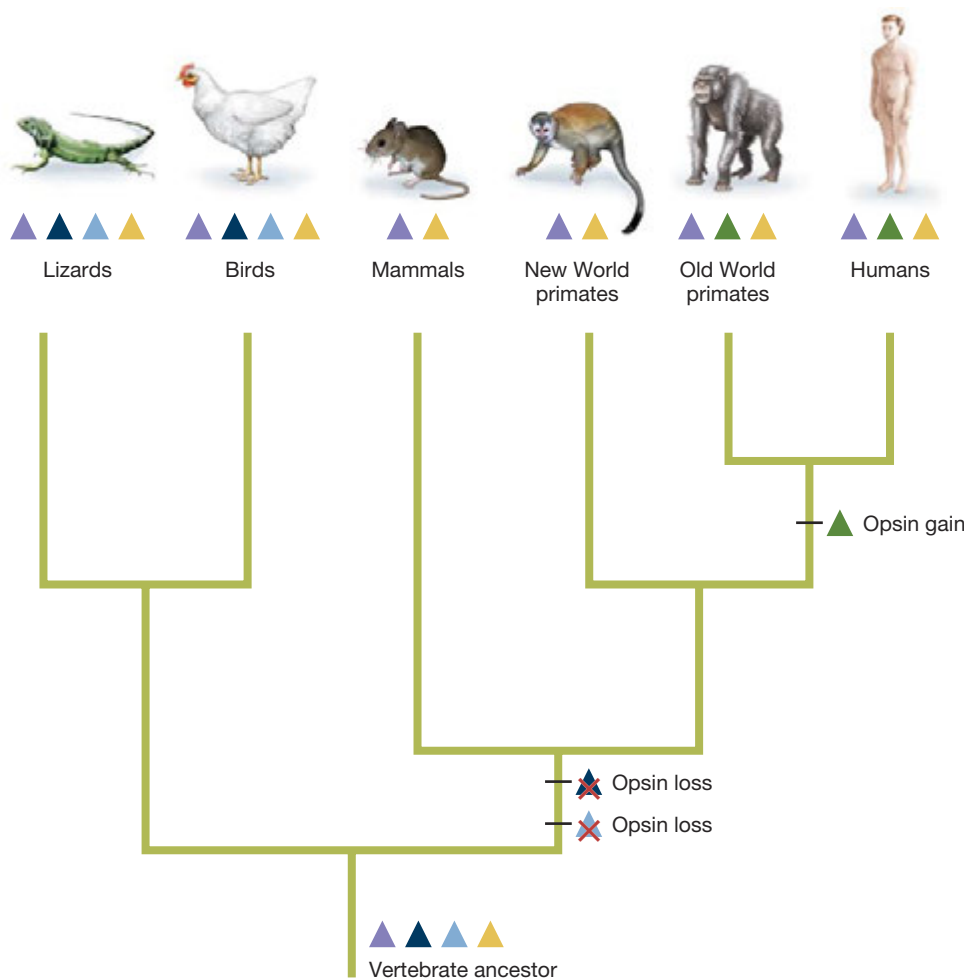 Lizards
Birds
Mammals
New World
primates
Old World
primates
Humans
Opsin gain
Opsin loss
Opsin loss
Vertebrate ancestor